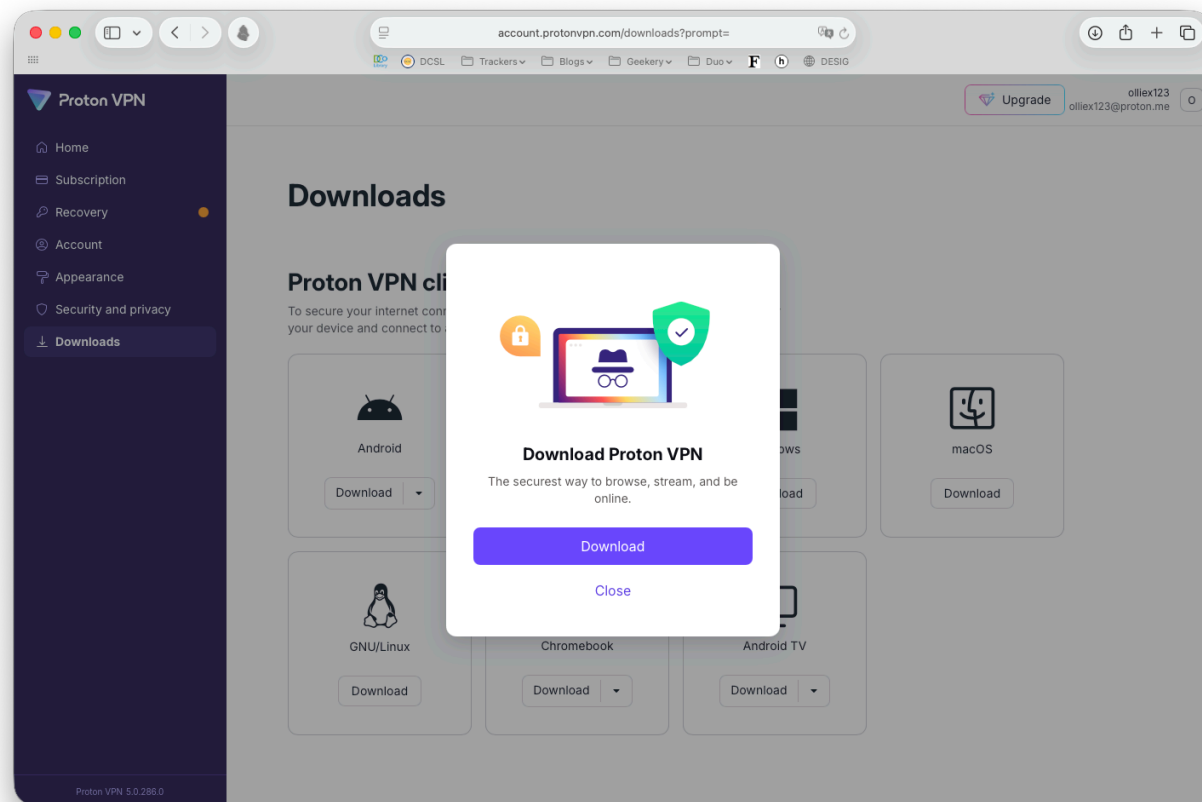 account.protonvpn.com/downloads?prompt=
DCSL
Trackers
Blogs
Geekery
Duo
F
h
DESIG
Proton VPN
Upgrade
olliex123
olliex123@proton.me
O
Home
Subscription
Recovery
Account
Appearance
Security and privacy
Downloads
Downloads
Proton VPN cli
To secure your internet conn
your device and connect to
Android
Download
ows
load
macOS
Download
Download Proton VPN
The securest way to browse, stream, and be
online.
Download
Close
GNU/Linux
Download
Chromebook
Download
Android TV
Download
Proton VPN 5.0.286.0